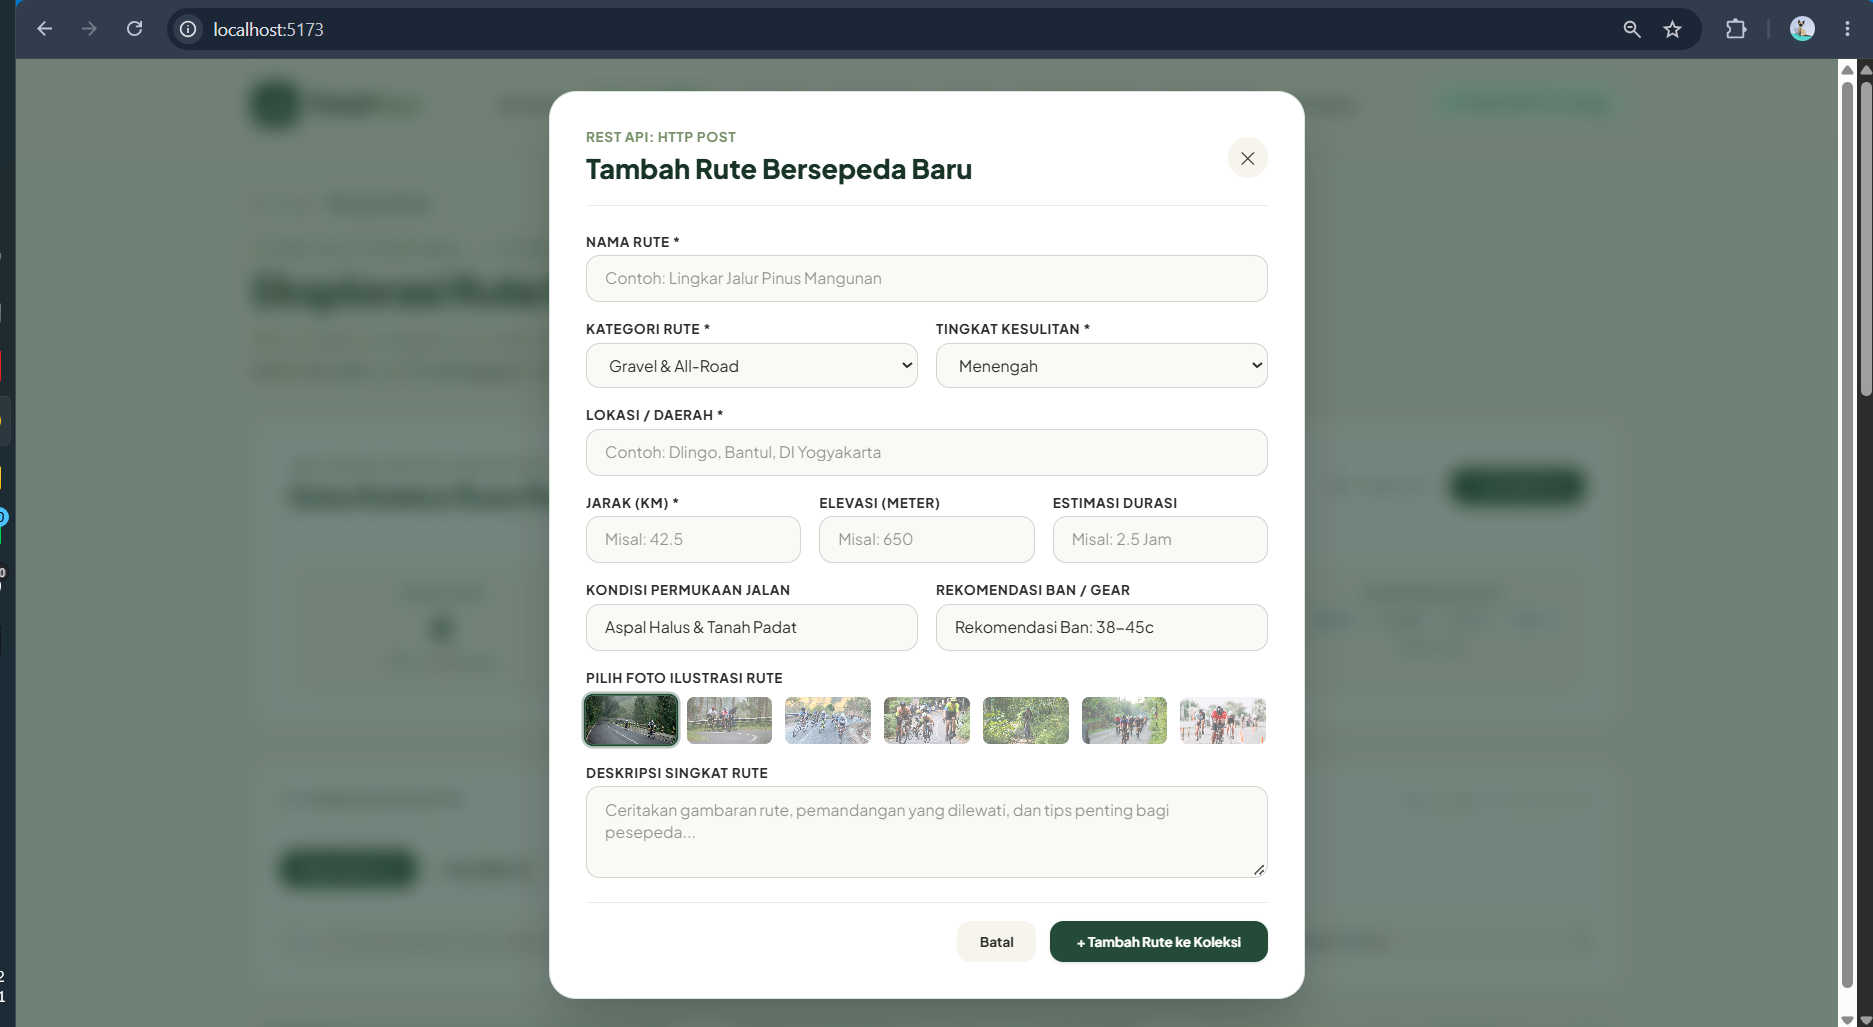 localhost:5173
REST API: HTTP POST
Tambah Rute Bersepeda Baru
NAMA RUTE *
Contoh: Lingkar Jalur Pinus Mangunan
KATEGORI RUTE *
TINGKAT KESULITAN *
Gravel & All-Road
Menengah
LOKASI / DAERAH *
Contoh: Dlingo, Bantul, DI Yogyakarta
JARAK (KM) *
ELEVASI (METER)
ESTIMASI DURASI
Misal: 42.5
Misal: 650
Misal: 2.5 Jam
KONDISI PERMUKAAN JALAN
REKOMENDASI BAN / GEAR
Aspal Halus & Tanah Padat
Rekomendasi Ban: 38–45c
PILIH FOTO ILUSTRASI RUTE
DESKRIPSI SINGKAT RUTE
Ceritakan gambaran rute, pemandangan yang dilewati, dan tips penting bagi
pesepeda...
Batal
+ Tambah Rute ke Koleksi